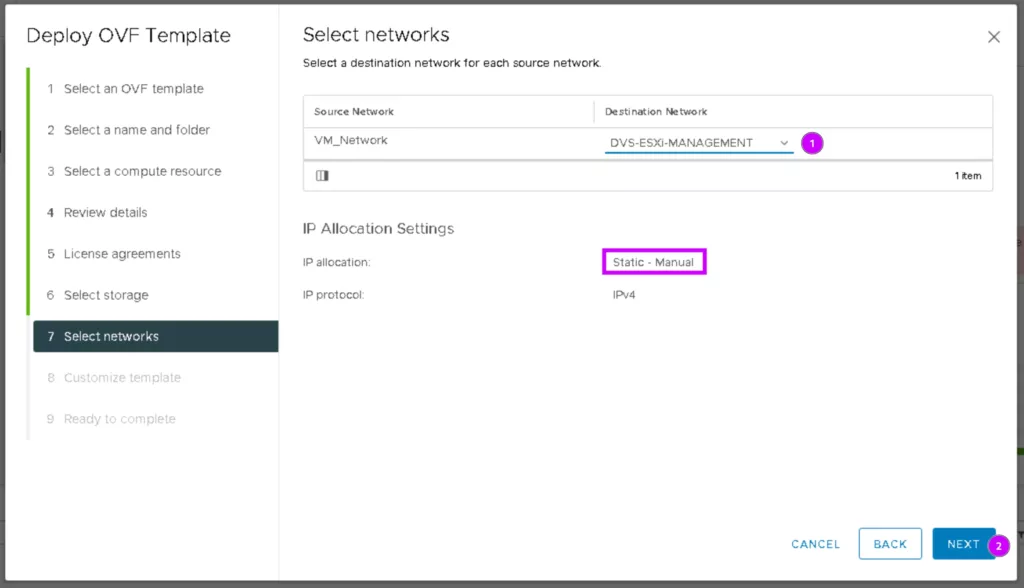 Deploy OVF Template
1 Select an OVF template
2 Select a name and folder
3 Select a compute resource
4 Review details
5 License agreements
6 Select storage
7 Select networks
8 Customize template
9 Ready to complete
Select networks
Select a destination network for each source network.
Source Network Destination Network
VM_Network DVS-ESXi-MANAGEMENT 1
1 item
IP Allocation Settings
IP allocation: Static - Manual
IP protocol: IPv4
CANCEL BACK NEXT 2